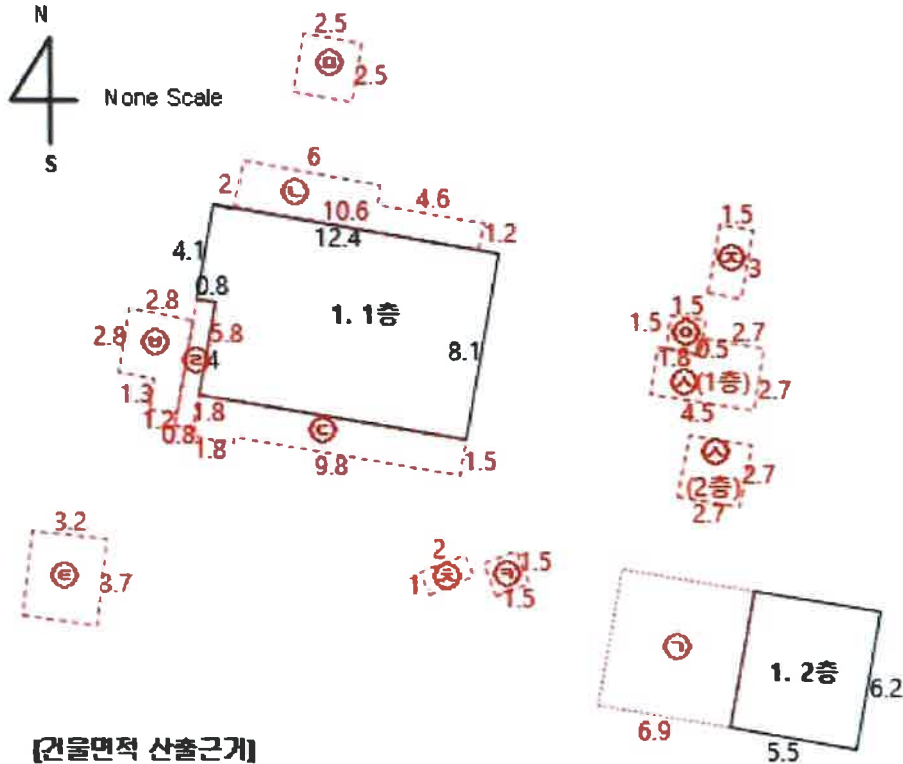 N
None Scale
S
2.5
ㅁ
2.5
6
2
ㄴ
4.6
10.6
12.4
1.2
4.1
0.8
1. 1층
8.1
2.8
5.8
2.8
ㅂ
ㄹ
4
1.3
1.2
1.8
0.8
1.8
ㄷ
9.8
1.5
1.5
ㅈ
3
1.5
1.5
ㅇ
2.7
0.5
1.8
ㅅ
(1층)
2.7
4.5
ㅅ
(2층)
2.7
2.7
3.2
ㅌ
3.7
2
1
ㅊ
ㅋ
1.5
1.5
ㄱ
1. 2층
6.2
6.9
5.5
[건물면적 산출근거]